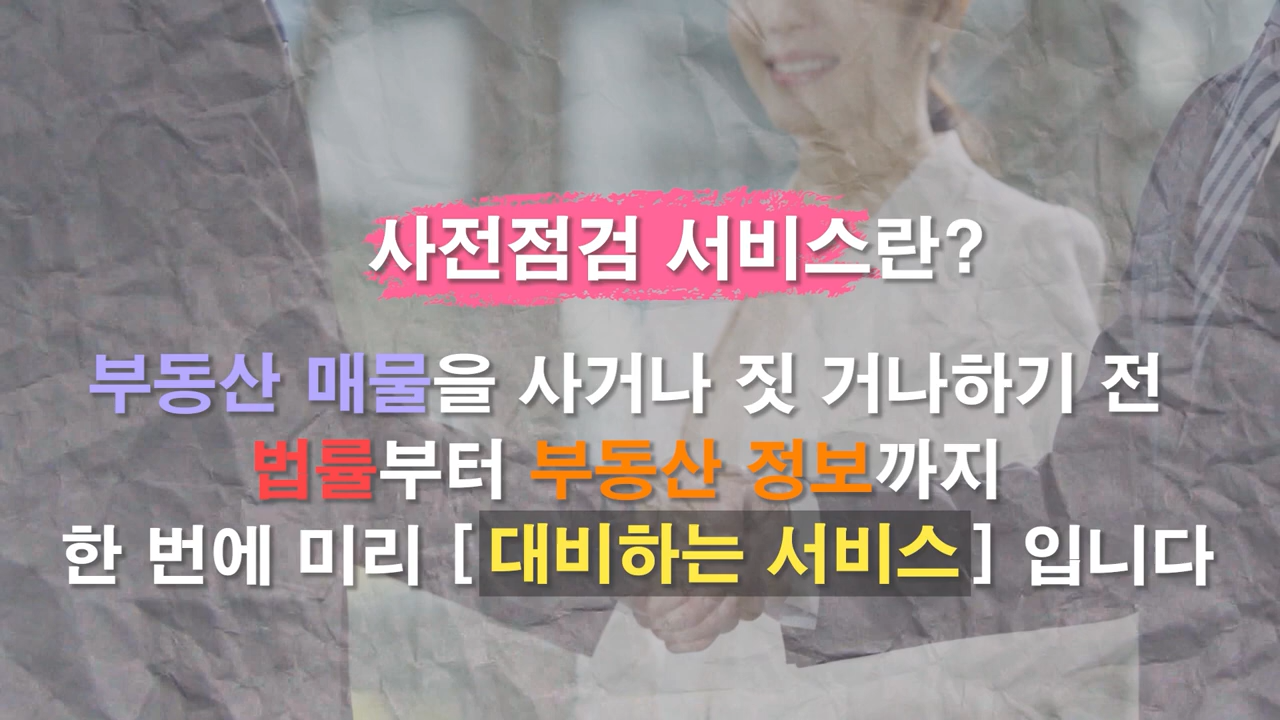 사전점검 서비스란?
부동산 매물을 사거나 짓 거나하기 전
법률부터 부동산 정보까지
한 번에 미리 [대비하는 서비스] 입니다